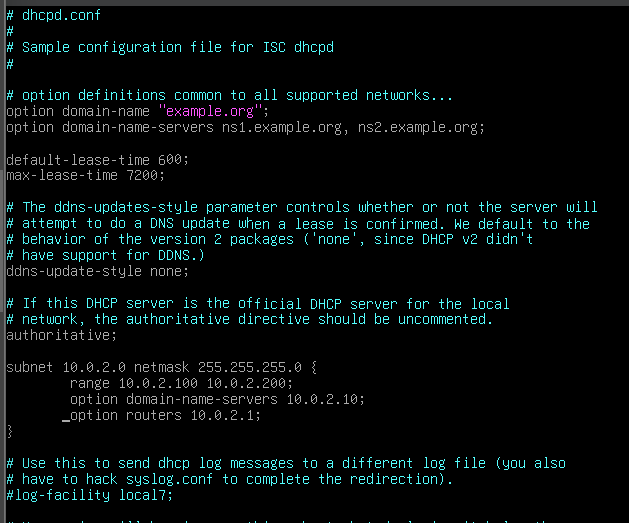 # dhcpd.conf
#
# Sample configuration file for ISC dhcpd
#
# option definitions common to all supported networks...
option domain-name "example.org";
option domain-name-servers ns1.example.org, ns2.example.org;
default-lease-time 600;
max-lease-time 7200;
# The ddns-updates-style parameter controls whether or not the server will
# attempt to do a DNS update when a lease is confirmed. We default to the
# behavior of the version 2 packages ('none', since DHCP v2 didn't
# have support for DDNS.)
ddns-update-style none;
# If this DHCP server is the official DHCP server for the local
# network, the authoritative directive should be uncommented.
authoritative;
subnet 10.0.2.0 netmask 255.255.255.0 {
range 10.0.2.100 10.0.2.200;
option domain-name-servers 10.0.2.10;
option routers 10.0.2.1;
}
# Use this to send dhcp log messages to a different log file (you also
# have to hack syslog.conf to complete the redirection).
#log-facility local7;